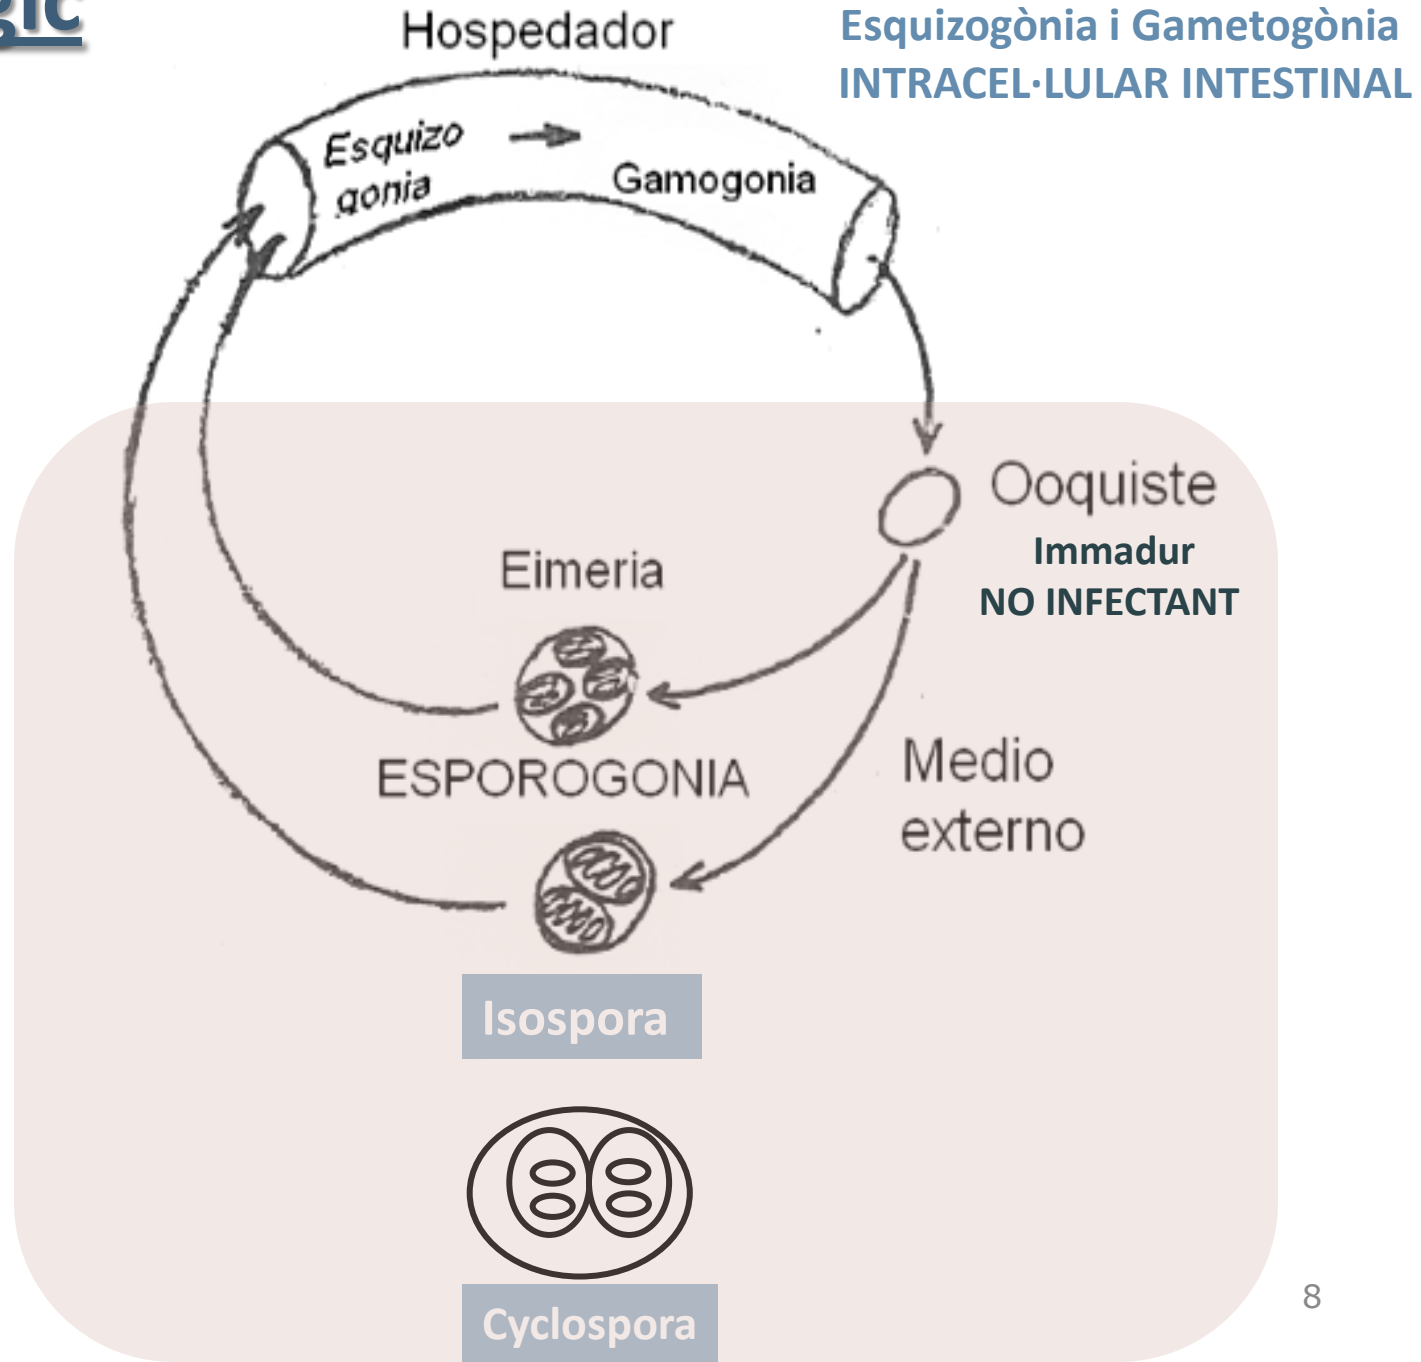 Hospedador
Esquizogònia i Gametogònia
INTRACEL·LULAR INTESTINAL
Esquizo
gonia
Gamogonia
Ooquiste
Immadur
NO INFECTANT
Eimeria
ESPOROGONIA
Medio
externo
Isospora
Cyclospora
8